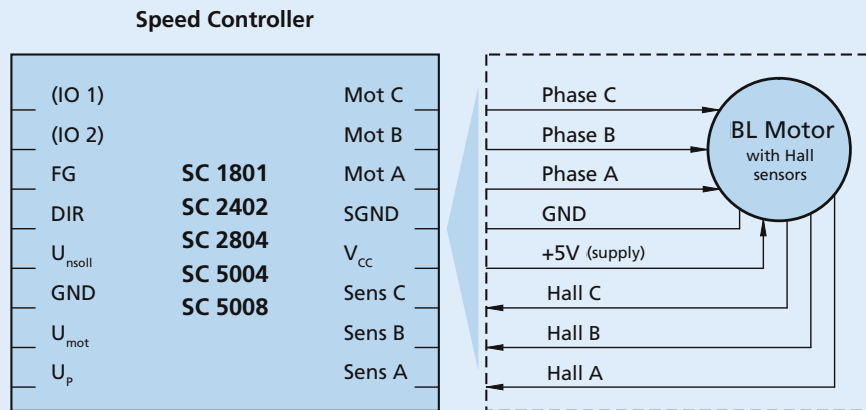 Speed Controller
(IO 1)
(IO 2)
FG
DIR
Unsoll
GND
Umot
UP
SC 1801
SC 2402
SC 2804
SC 5004
SC 5008
Mot C
Mot B
Mot A
SGND
VCC
Sens C
Sens B
Sens A
Phase C
Phase B
Phase A
GND
+5V (supply)
Hall C
Hall B
Hall A
BL Motor
with Hall
sensors